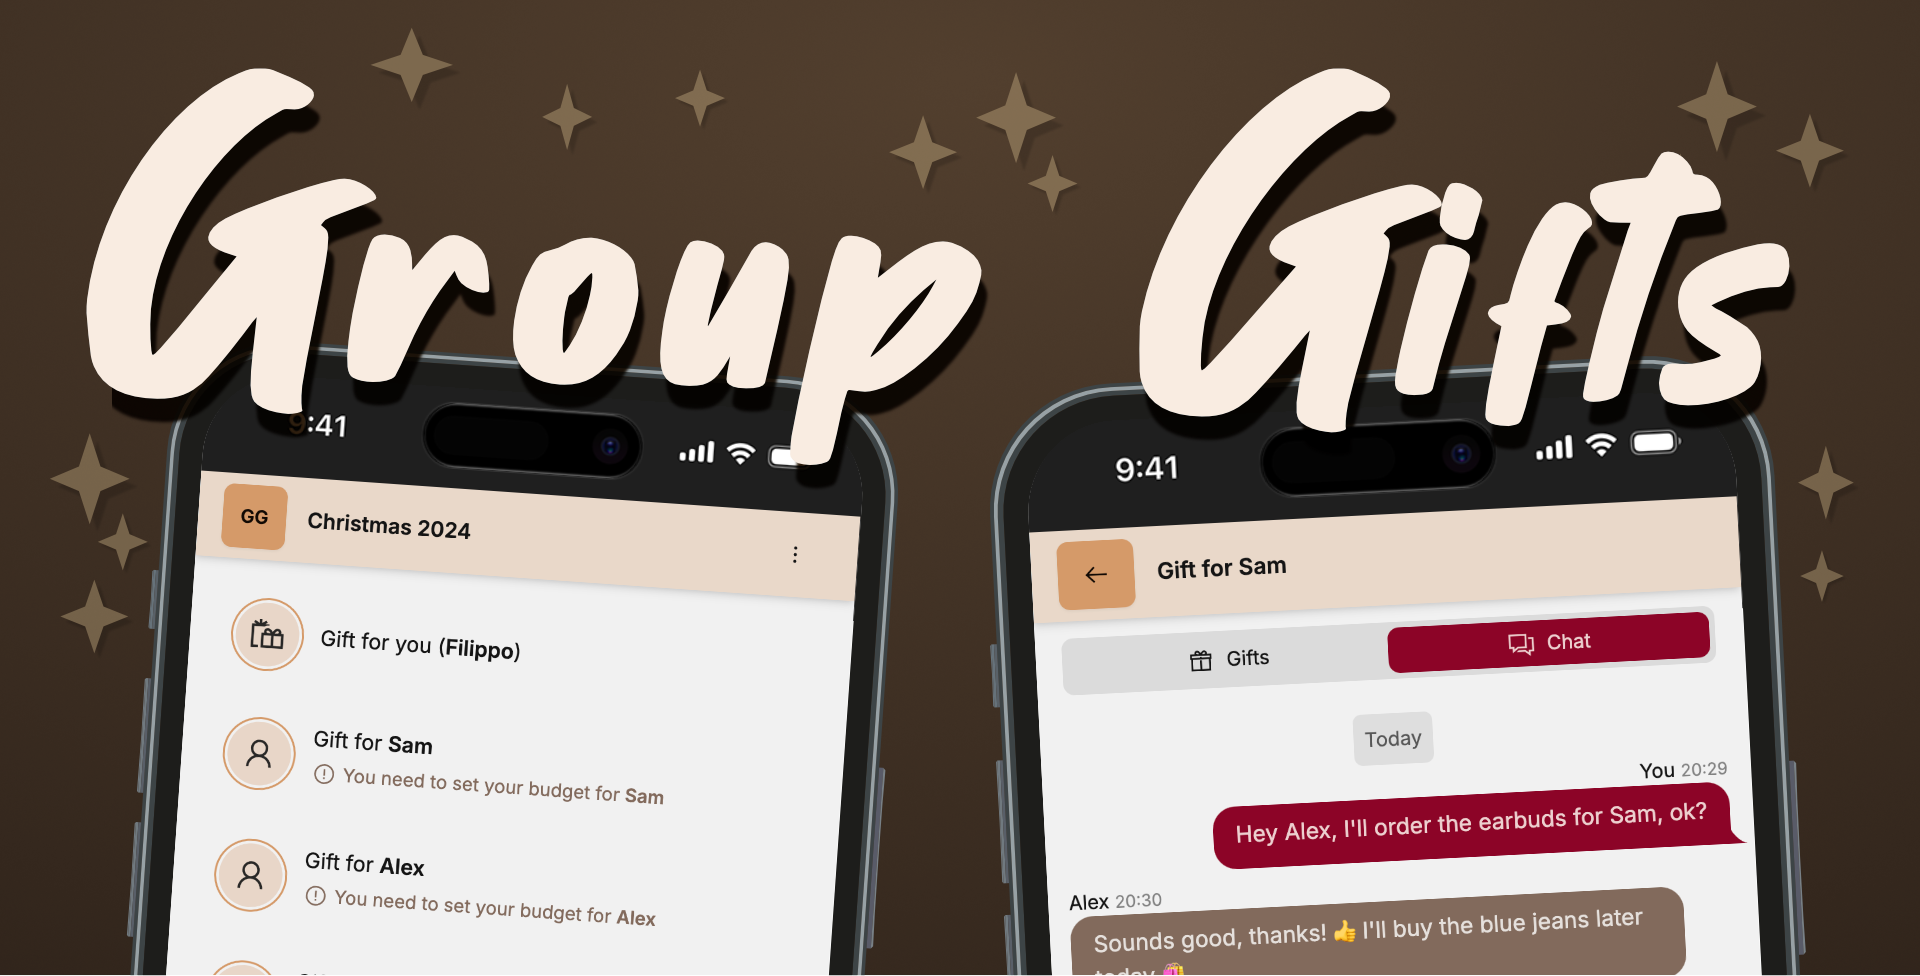 Group Gifts
9:41
GG Christmas 2024
Gift for you (Filippo)
Gift for Sam
You need to set your budget for Sam
Gift for Alex
You need to set your budget for Alex
9:41
Gift for Sam
Gifts Chat
Today
You 20:29
Hey Alex, I'll order the earbuds for Sam, ok?
Alex 20:30
Sounds good, thanks! 👍 I'll buy the blue jeans later
today 🛍️